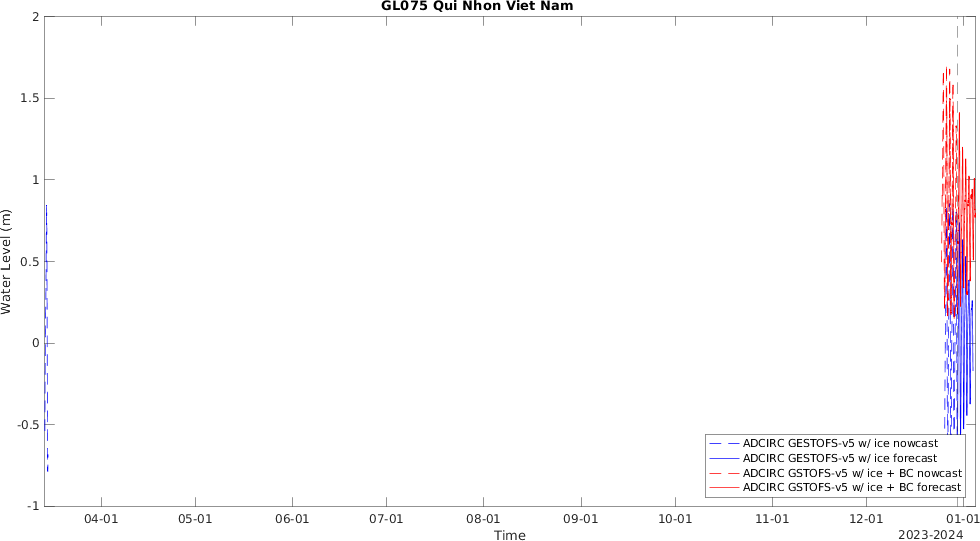 GL075 Qui Nhon Viet Nam
2
1.5
1
0.5
0
-0.5
-1
Water Level (m)
ADCIRC GESTOFS-v5 w/ ice nowcast
ADCIRC GESTOFS-v5 w/ ice forecast
ADCIRC GSTOFS-v5 w/ ice + BC nowcast
ADCIRC GSTOFS-v5 w/ ice + BC forecast
04-01 05-01 06-01 07-01 08-01 09-01 10-01 11-01 12-01 01-01
Time
2023-2024